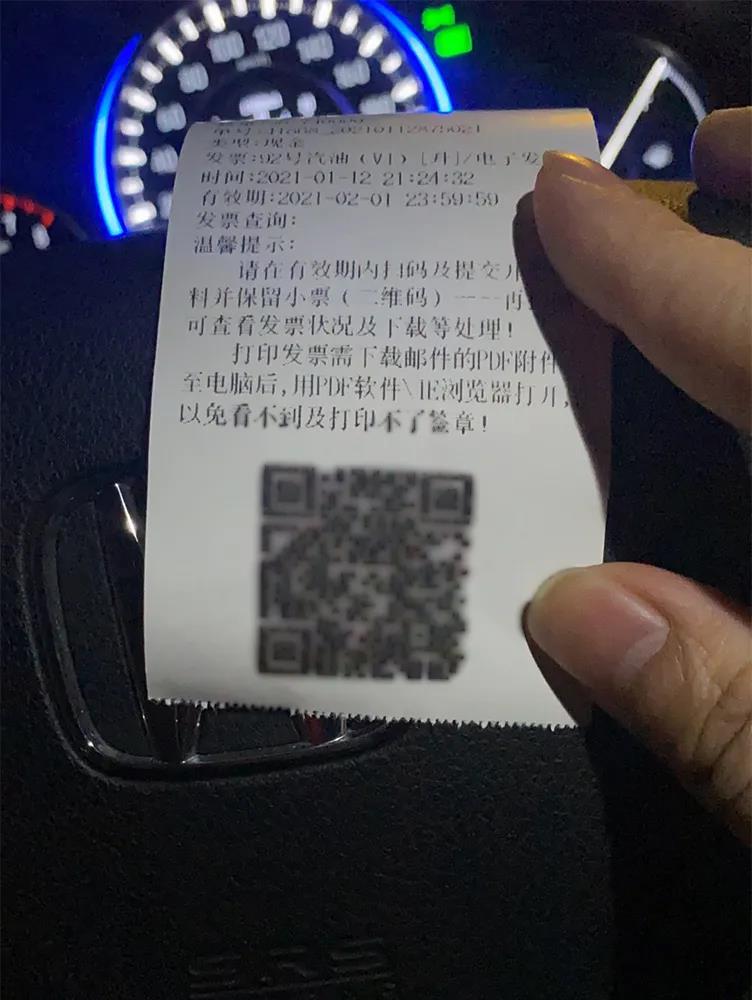 120
类型:现金
发票:92号汽油(VI)[升]/电子发
时间:2021-01-12 21:24:32
有效期:2021-02-01 23:59:59
发票查询:
温馨提示:
请在有效期内扫码及提交开
料并保留小票(二维码)----再
可查看发票状况及下载等处理!
打印发票需下载邮件的PDF附件
至电脑后,用PDF软件\IE浏览器打开,
以免看不到及打印不了签章!
SRS